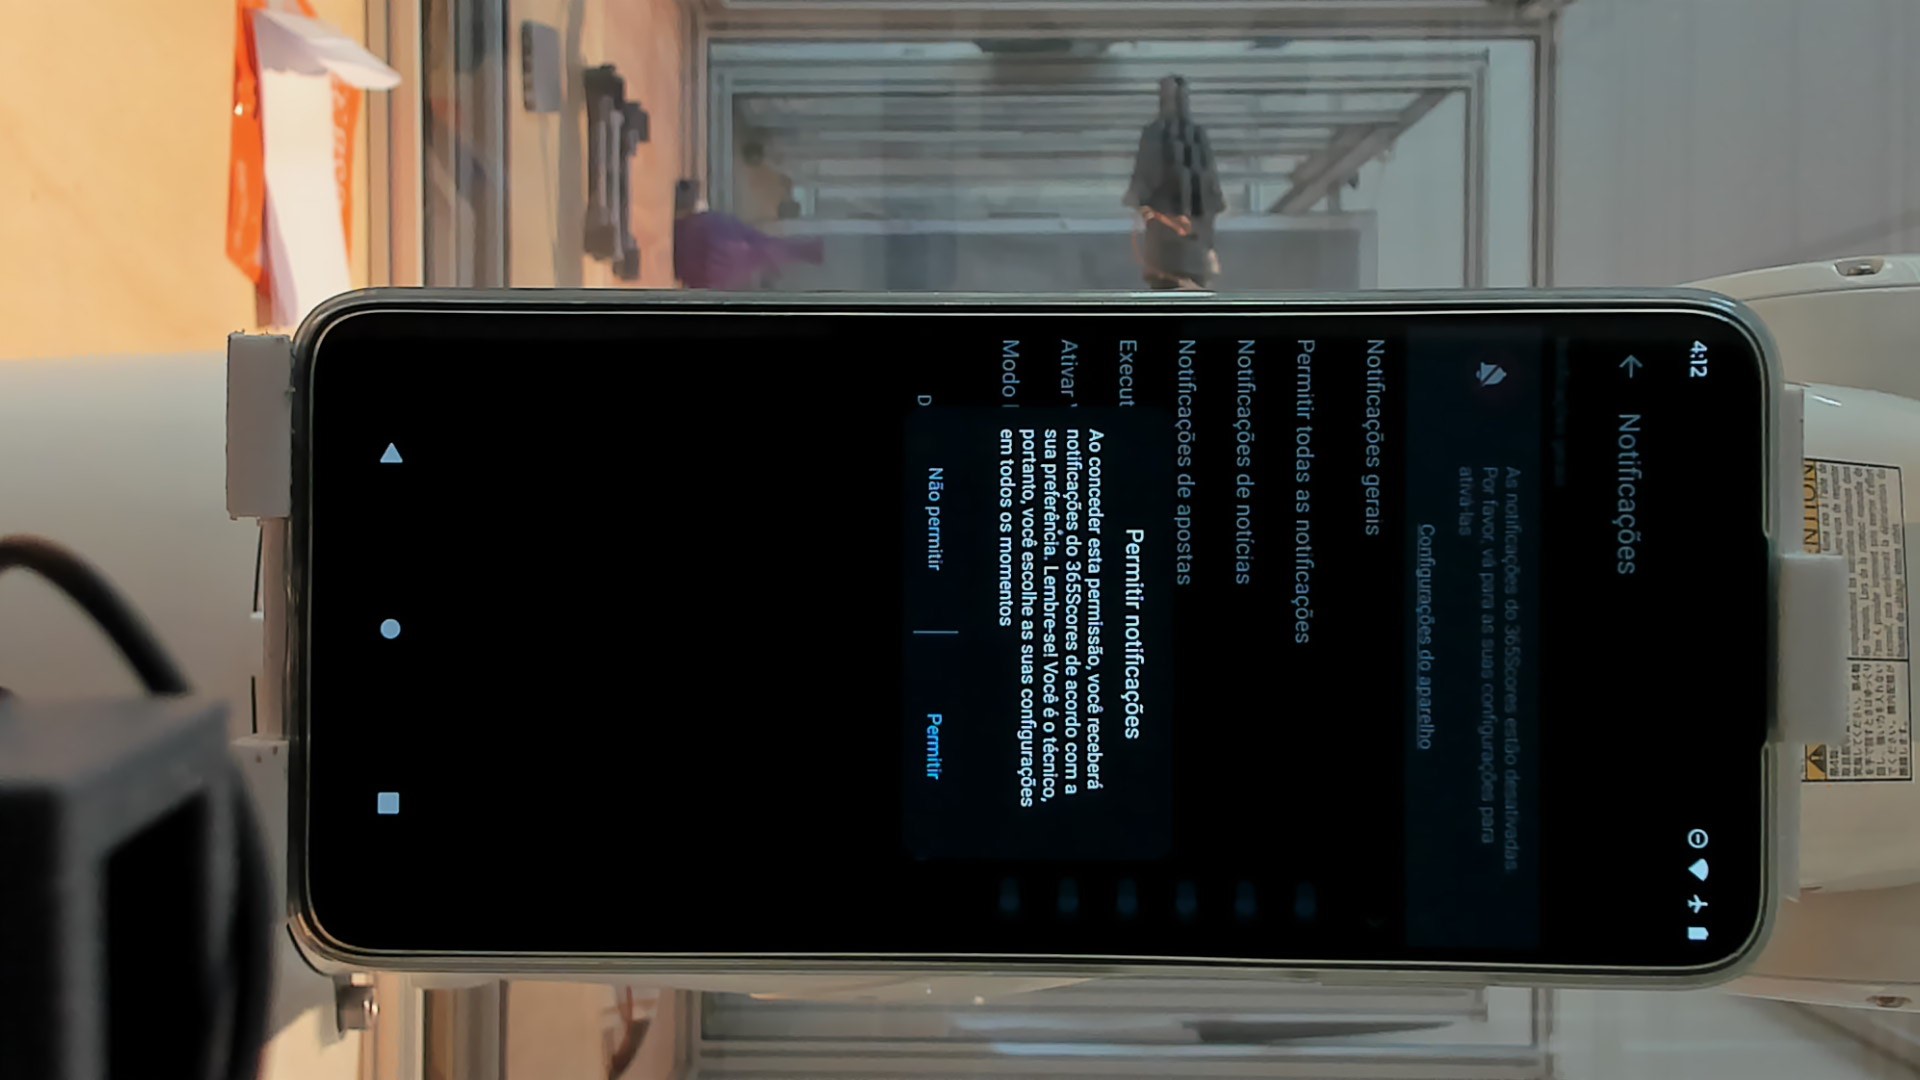 4:12
Notificações
As notificações do 365Scores estão desativadas
Por favor, vá para as suas configurações para
ativá-las
Configurações do aparelho
Notificações gerais
Permitir todas as notificações
Notificações de notícias
Notificações de apostas
Execut
Ativar
Modo
D
Permitir notificações
Ao conceder esta permissão, você receberá
notificações do 365Scores de acordo com a
sua preferência. Lembre-se! Você é o técnico,
portanto, você escolhe as suas configurações
em todos os momentos
Não permitir
Permitir